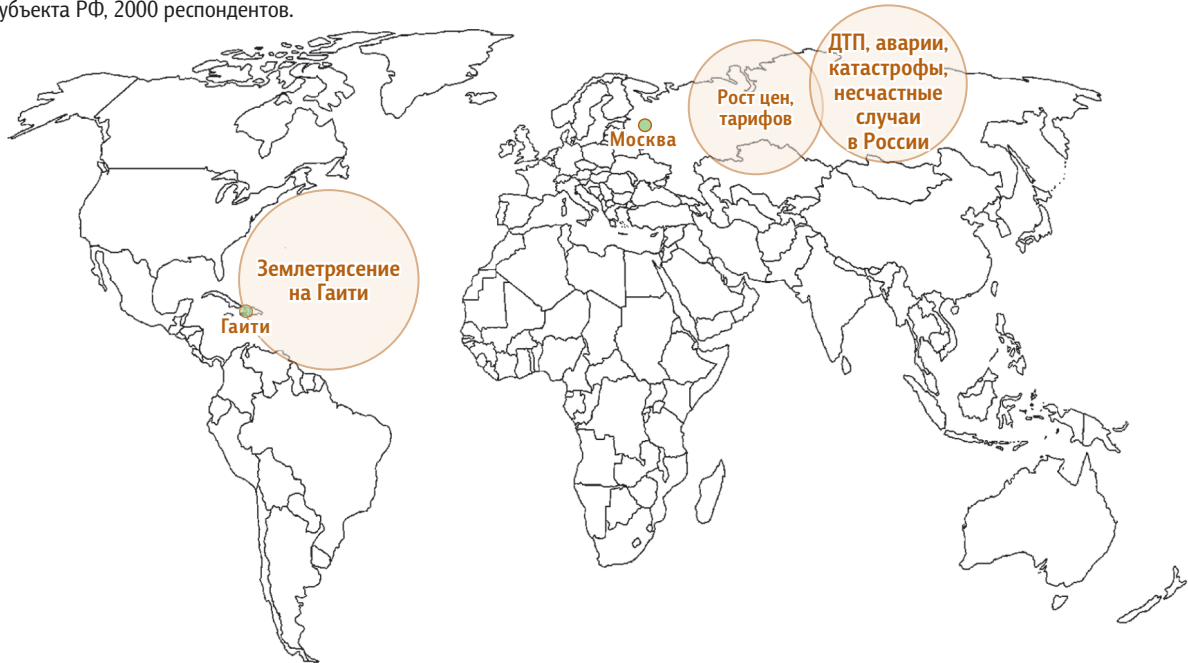 убъекта РФ, 2000 респондентов.
ДТП, аварии,
катастрофы,
несчастные
случаи
в России
Рост цен,
тарифов
Москва
Землетрясение
на Гаити
Гаити